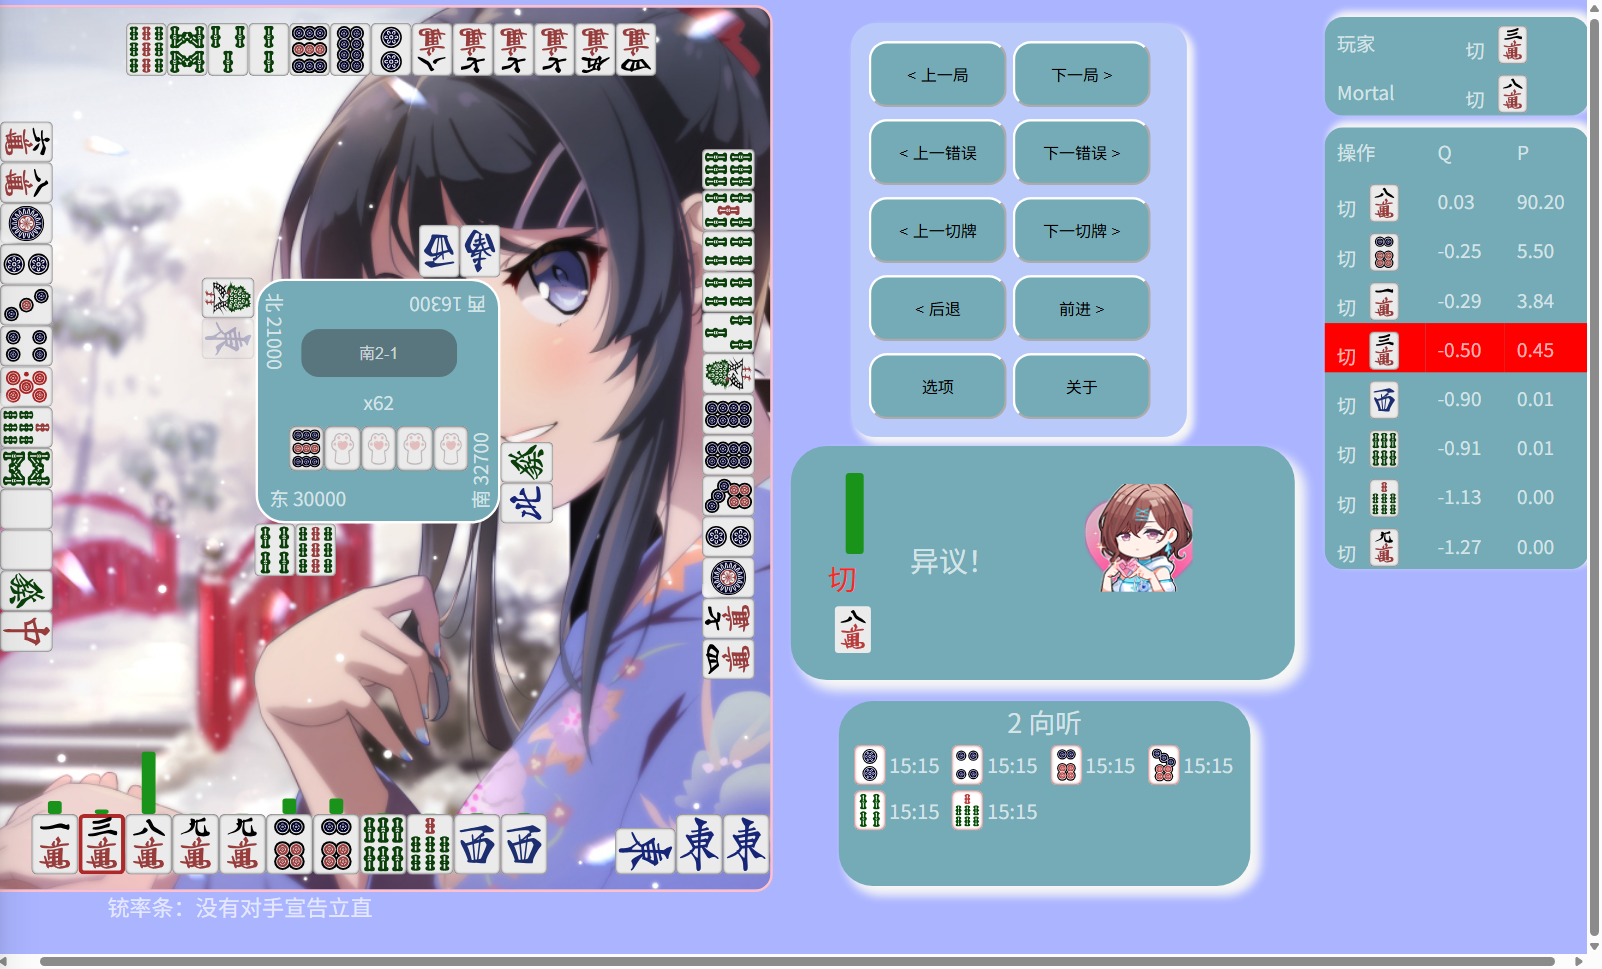 北 21000
西 16300
南2-1
x62
东 30000
南 32700
铳率条：没有对手宣告立直
< 上一局
下一局 >
< 上一错误
下一错误 >
< 上一切牌
下一切牌 >
< 后退
前进 >
选项
关于
切
异议！
2 向听
15:15
15:15
15:15
15:15
15:15
15:15
玩家 切
Mortal 切
操作 Q P
切 0.03 90.20
切 -0.25 5.50
切 -0.29 3.84
切 -0.50 0.45
切 -0.90 0.01
切 -0.91 0.01
切 -1.13 0.00
切 -1.27 0.00